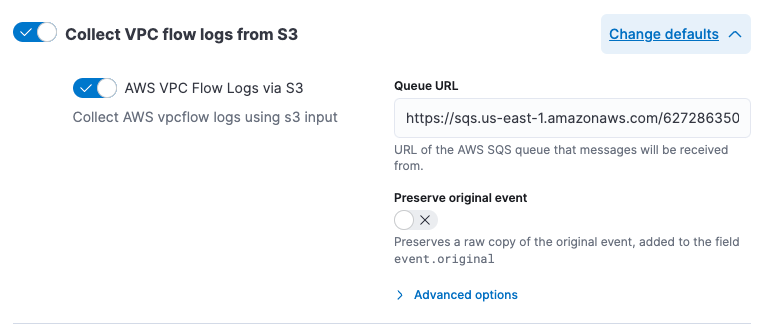 Collect VPC flow logs from S3
Change defaults
AWS VPC Flow Logs via S3
Collect AWS vpcflow logs using s3 input
Queue URL
https://sqs.us-east-1.amazonaws.com/627286350
URL of the AWS SQS queue that messages will be received
from.
Preserve original event
Preserves a raw copy of the original event, added to the field
event.original
Advanced options